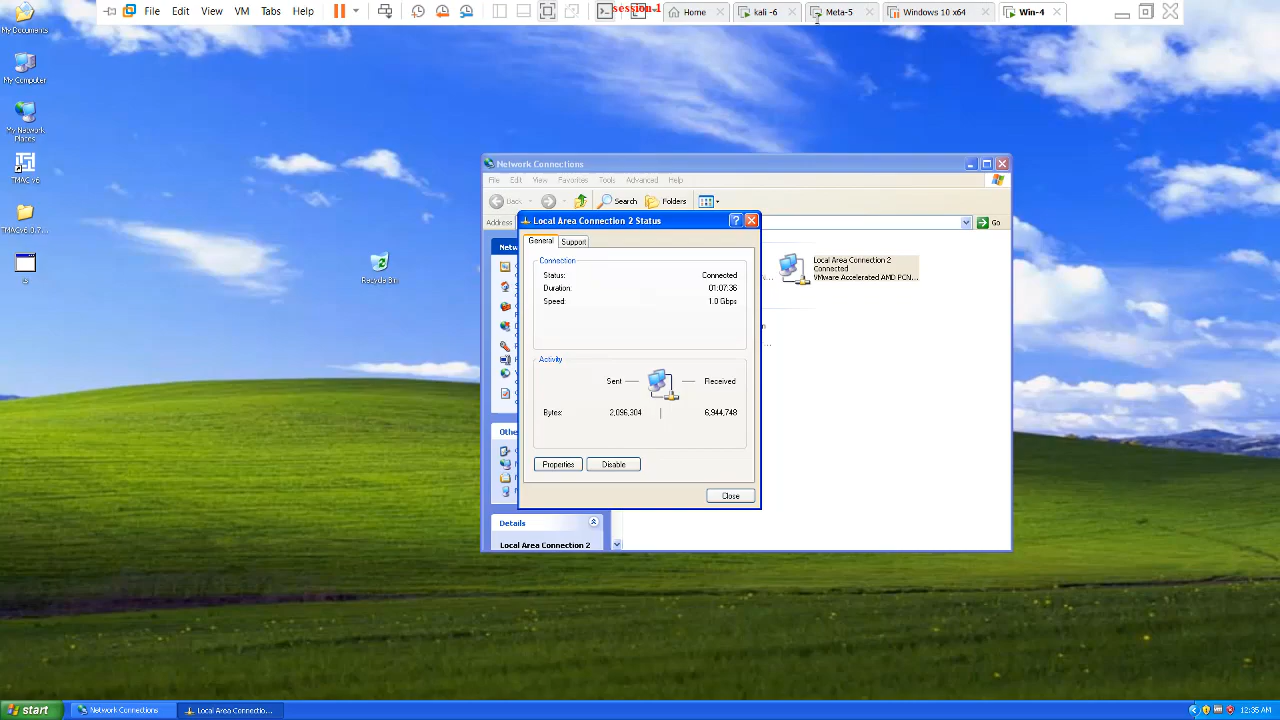 File Edit View VM Tabs Help
session-1
Home
kali -6
Meta-5
Windows 10 x64
Win-4
My Documents
My Computer
My Network
Places
TMAC v6
TMACv6.0.7...
Recycle Bin
Network Connections
File Edit View Favorites Tools Advanced Help
Back
Search
Folders
Address
Go
Local Area Connection 2 Status
General
Support
Connection
Status: Connected
Duration: 01:07:36
Speed: 1.0 Gbps
Activity
Sent
Received
Bytes: 2,096,304 | 6,944,748
Properties
Disable
Close
Local Area Connection 2
Connected
VMware Accelerated AMD PCN...
Details
Local Area Connection 2
start
Network Connections
Local Area Connectio...
12:35 AM